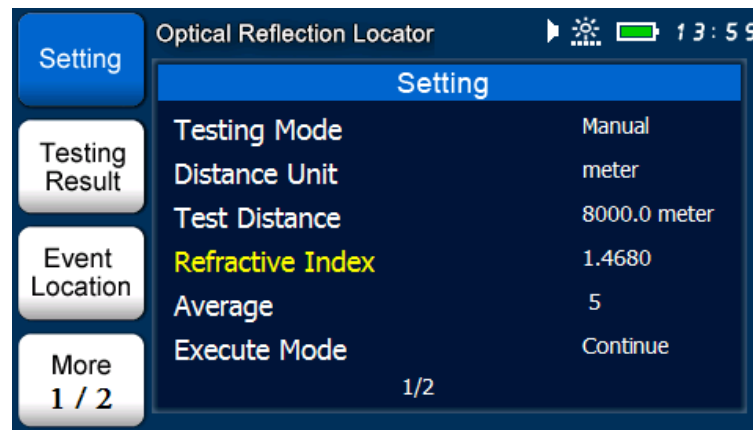 Setting
Optical Reflection Locator
13:59
Setting
Testing Mode Manual
Distance Unit meter
Test Distance 8000.0 meter
Refractive Index 1.4680
Average 5
Execute Mode Continue
1/2
Testing
Result
Event
Location
More
1 / 2